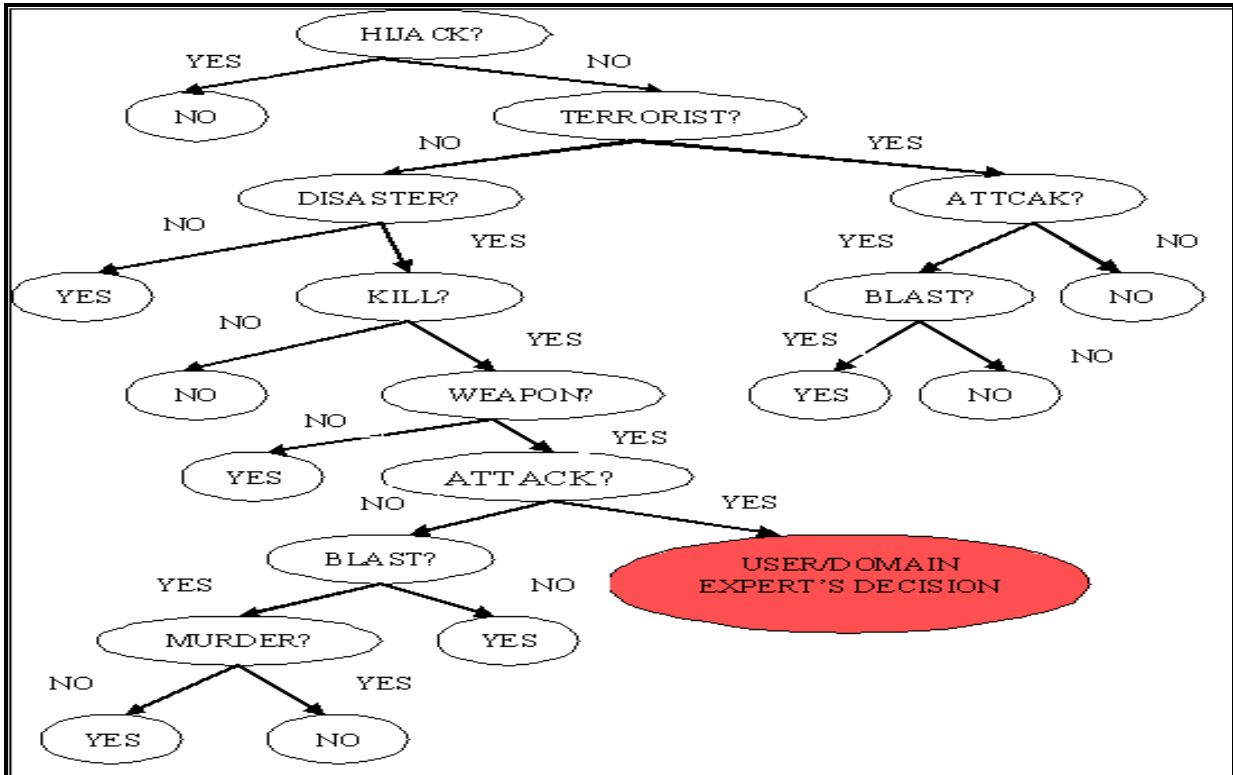 HIJACK?
YES
NO
NO
TERRORIST?
NO
YES
DISASTER?
ATTCAK?
NO
YES
YES
NO
YES
KILL?
BLAST?
NO
NO
YES
YES
NO
NO
WEAPON?
YES
NO
NO
YES
YES
ATTACK?
NO
YES
BLAST?
USER/DOMAIN
EXPERT'S DECISION
YES
NO
MURDER?
YES
NO
YES
YES
NO